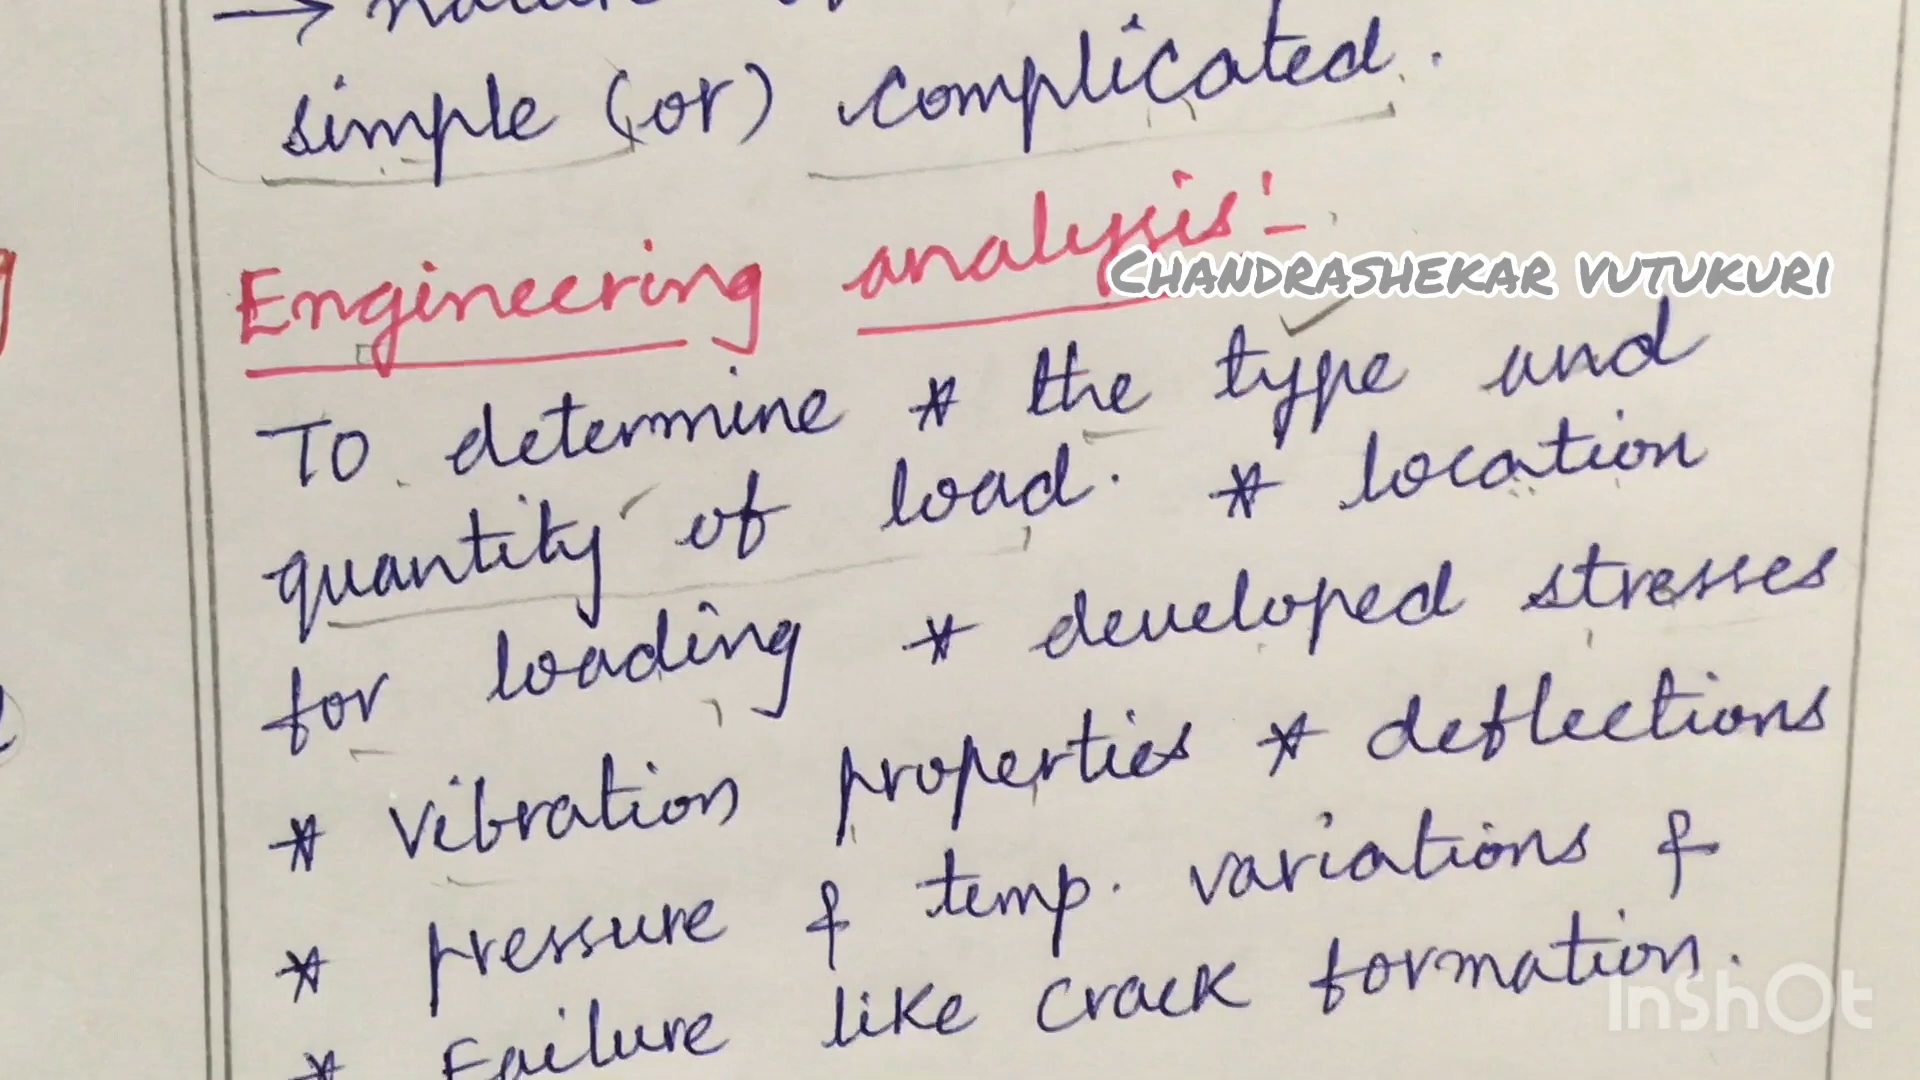 →
simple (or) complicated.
Engineering analysis:-
CHANDRASHEKAR VUTUKURI
To determine * the type and
quantity of load. * location
for loading * developed stresses
* vibration properties * deflections
* pressure & temp. variations &
* Failure like crack formation.
InShOt